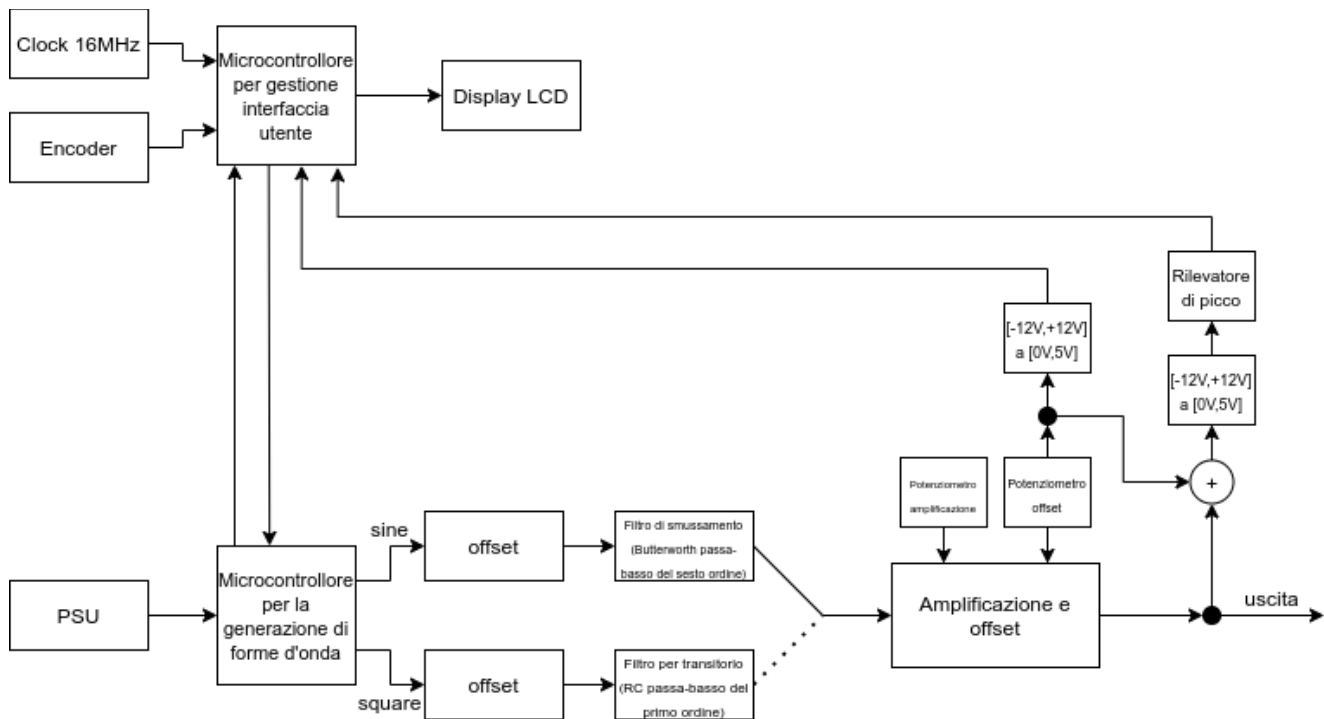 Clock 16MHz
Encoder
Microcontrollore
per gestione
interfaccia
utente
Display LCD
Rilevatore
di picco
[-12V,+12V]
a [0V,5V]
[-12V,+12V]
a [0V,5V]
+
Potenziometro
amplificazione
Potenziometro
offset
PSU
Microcontrollore
per la
generazione di
forme d'onda
sine
offset
Filtro di smussamento
(Butterworth passa-
basso del sesto ordine)
square
offset
Filtro per transitorio
(RC passa-basso del
primo ordine)
Amplificazione e
offset
uscita